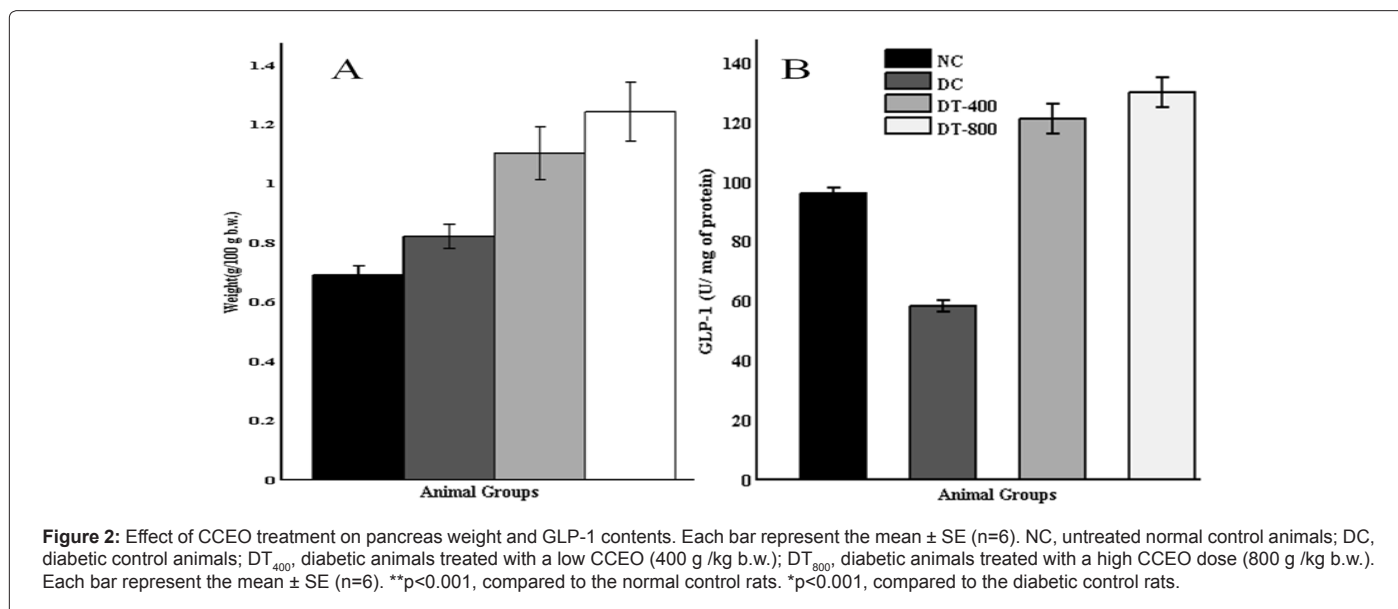 A
1.4
1.2
1
0.8
0.6
0.4
0.2
0
Weight(g/100 g b.w.)
Animal Groups
B
NC
DC
DT-400
DT-800
140
120
100
80
60
40
20
0
GLP-1 (U/ mg of protein)
Animal Groups
Figure 2: Effect of CCEO treatment on pancreas weight and GLP-1 contents. Each bar represent the mean ± SE (n=6). NC, untreated normal control animals; DC,
diabetic control animals; DT400, diabetic animals treated with a low CCEO (400 g /kg b.w.); DT800, diabetic animals treated with a high CCEO dose (800 g /kg b.w.).
Each bar represent the mean ± SE (n=6). **p<0.001, compared to the normal control rats. *p<0.001, compared to the diabetic control rats.